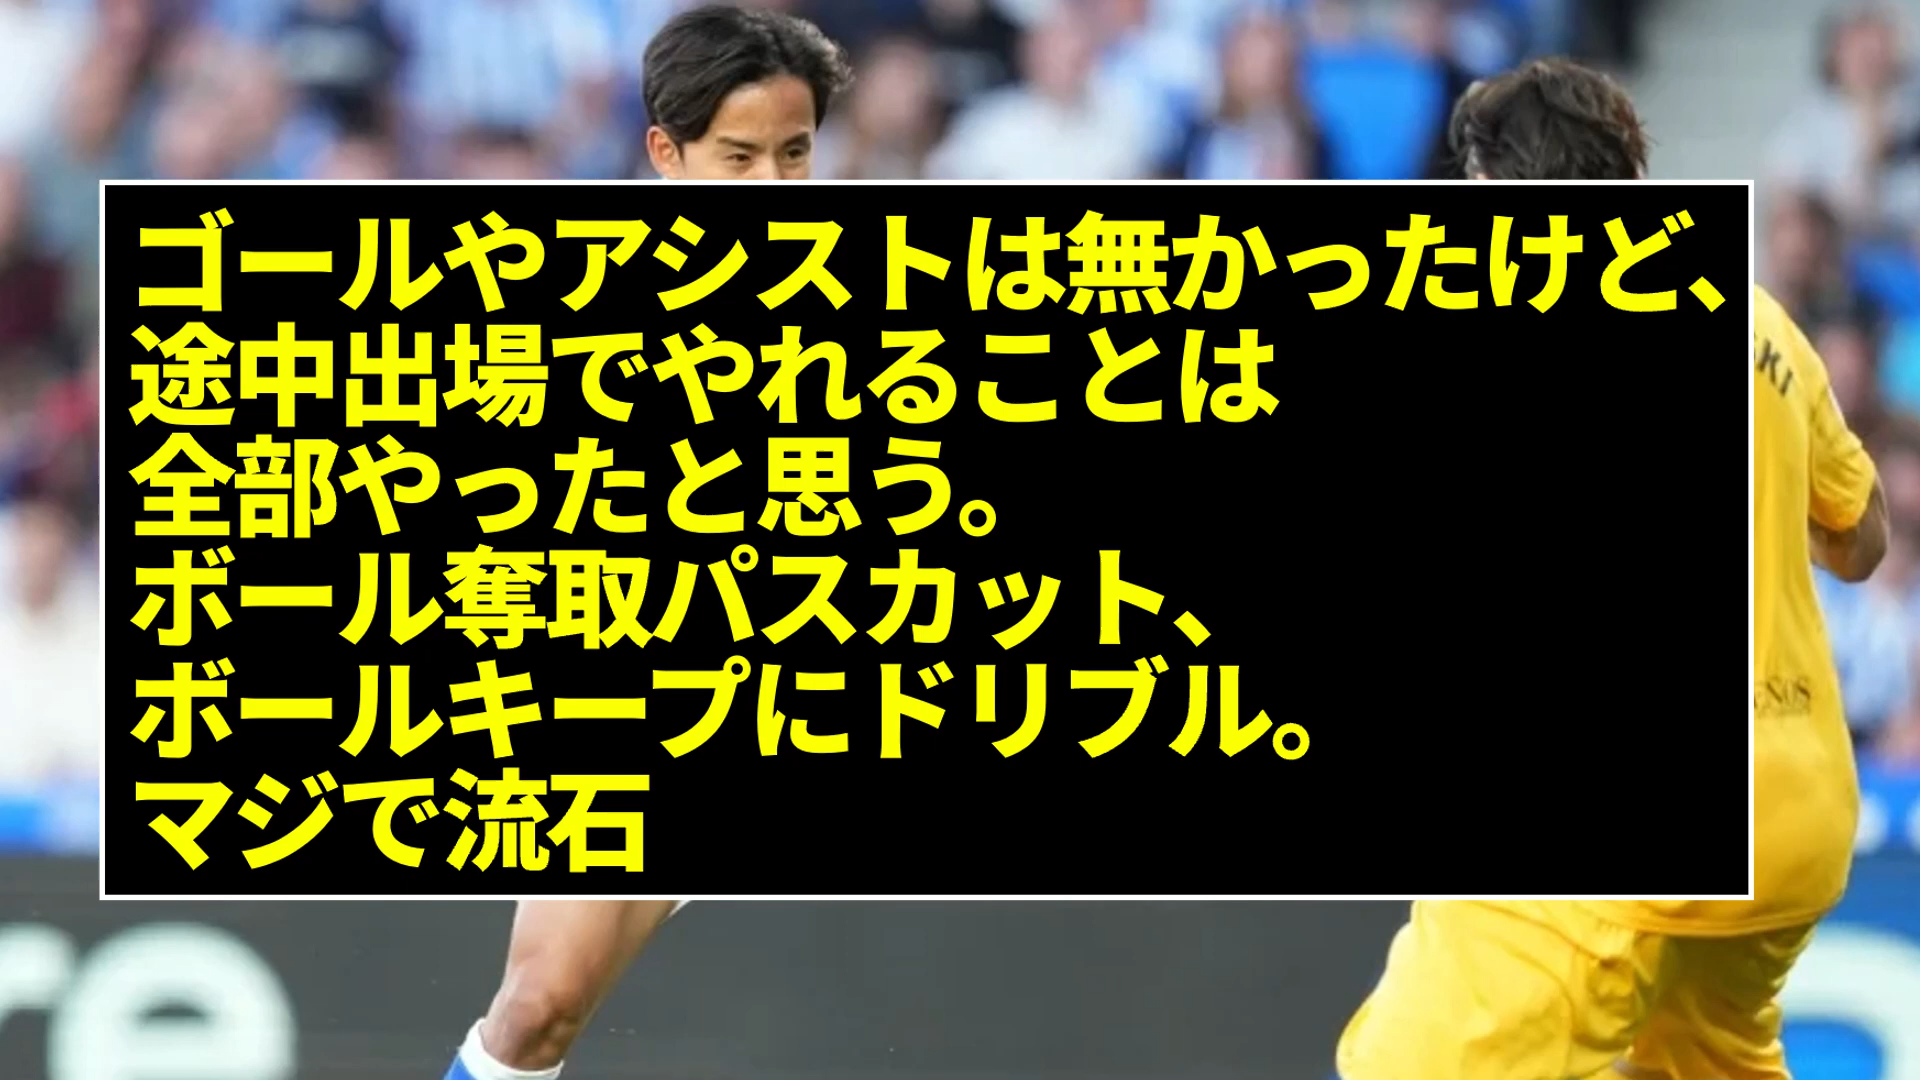 ゴールやアシストは無かったけど、
途中出場でやれることは
全部やったと思う。
ボール奪取パスカット、
ボールキープにドリブル。
マジで流石
KI
re